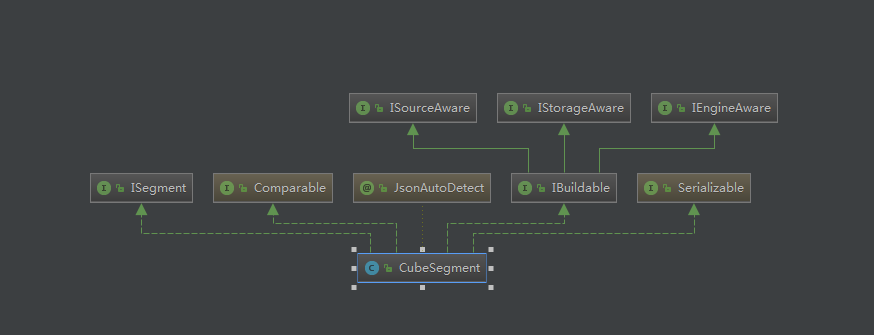 I ISourceAware
I IStorageAware
I IEngineAware
I ISegment
I Comparable
@ JsonAutoDetect
I IBuildable
I Serializable
C CubeSegment